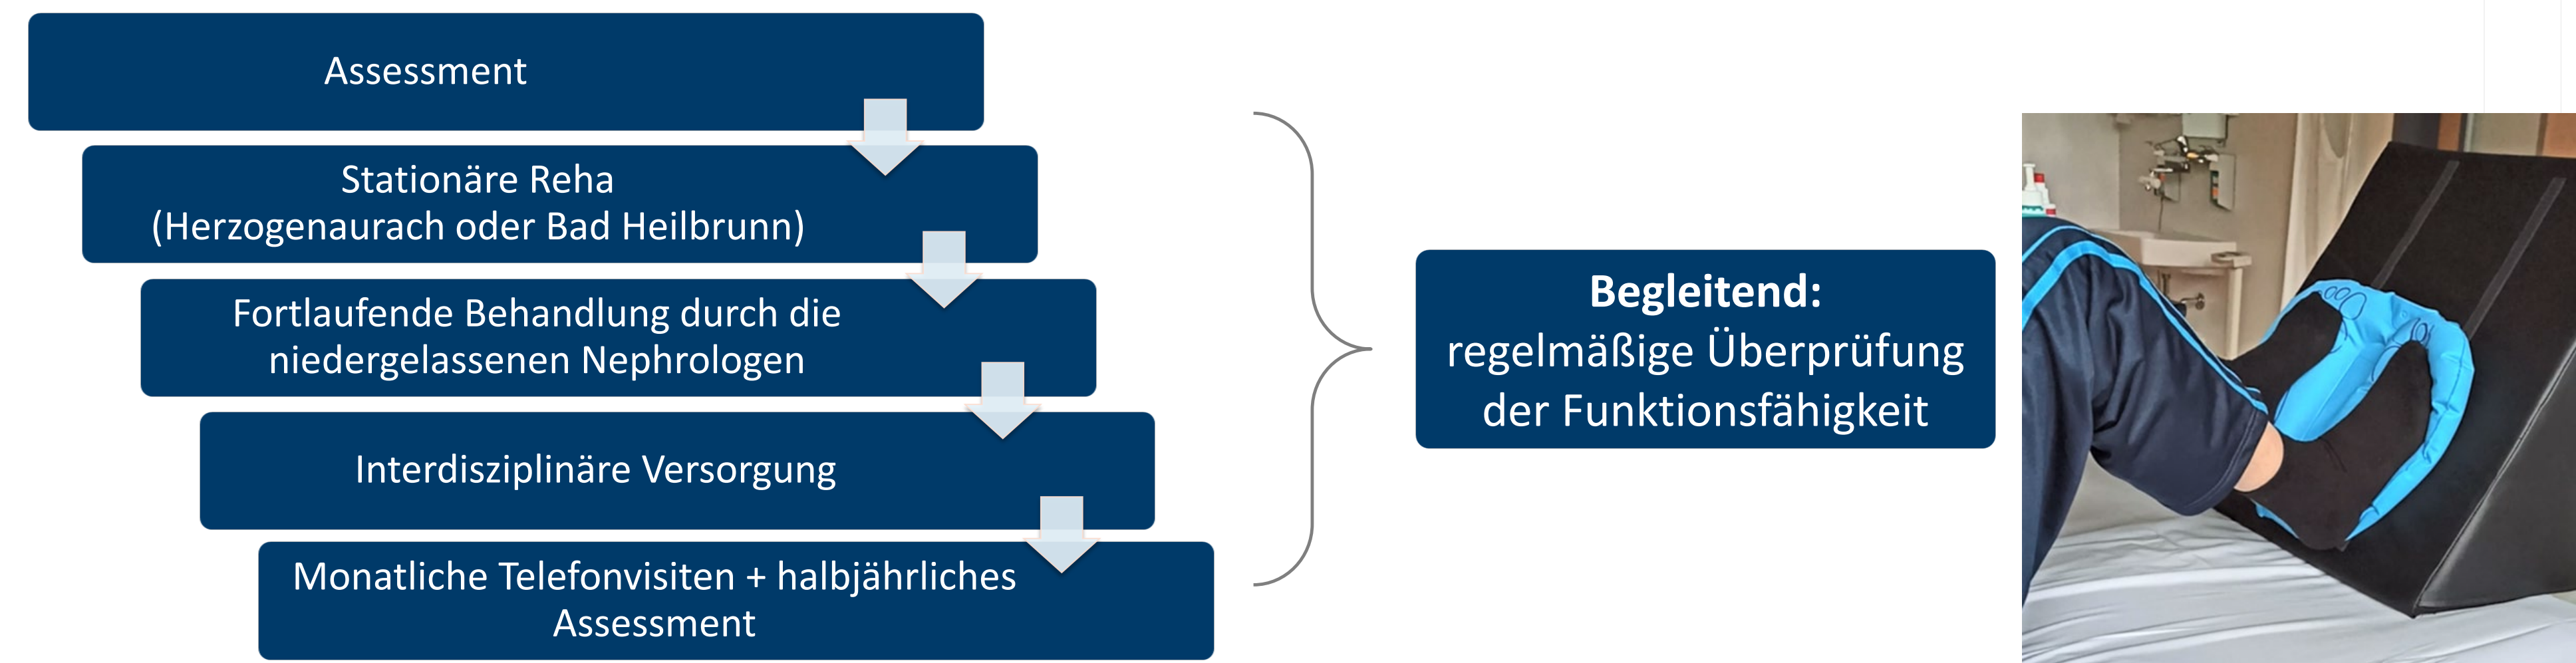 Assessment
Stationäre Reha
(Herzogenaurach oder Bad Heilbrunn)
Fortlaufende Behandlung durch die
niedergelassenen Nephrologen
Interdisziplinäre Versorgung
Monatliche Telefonvisiten + halbjährliches
Assessment
Begleitend:
regelmäßige Überprüfung
der Funktionsfähigkeit